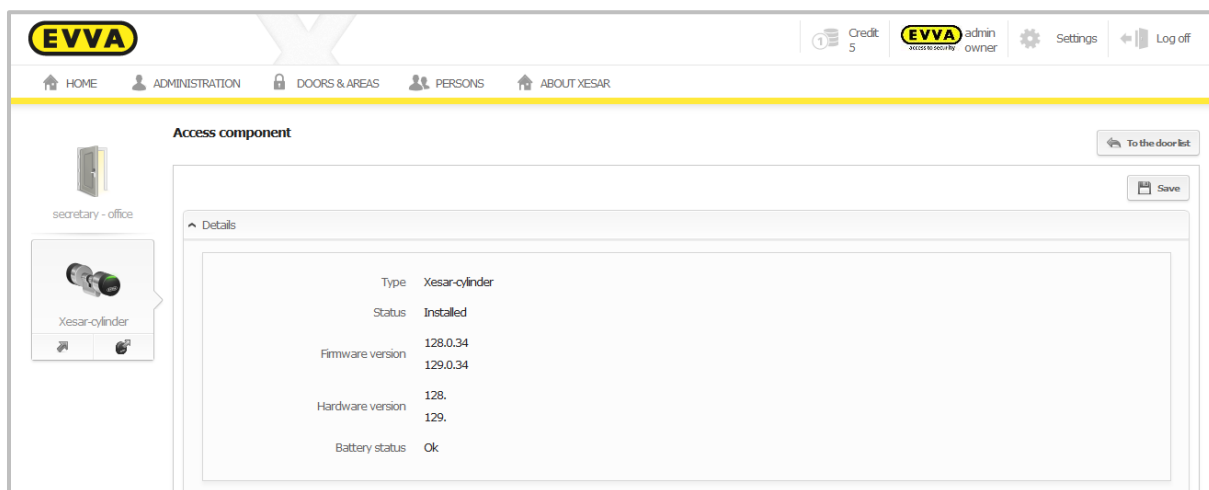 EVVA
Credit
5
EVVA
access to security
admin
owner
Settings
Log off
HOME
ADMINISTRATION
DOORS & AREAS
PERSONS
ABOUT XESAR
Access component
To the door list
secretary - office
Save
Details
Xesar-cylinder
Type Xesar-cylinder
Status Installed
Firmware version 128.0.34
129.0.34
Hardware version 128.
129.
Battery status Ok